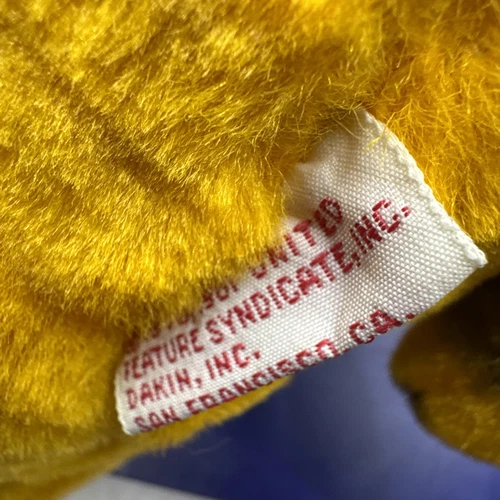 UNITED
FEATURE SYNDICATE, INC.
DAKIN, INC.
SAN FRANCISCO, CA.